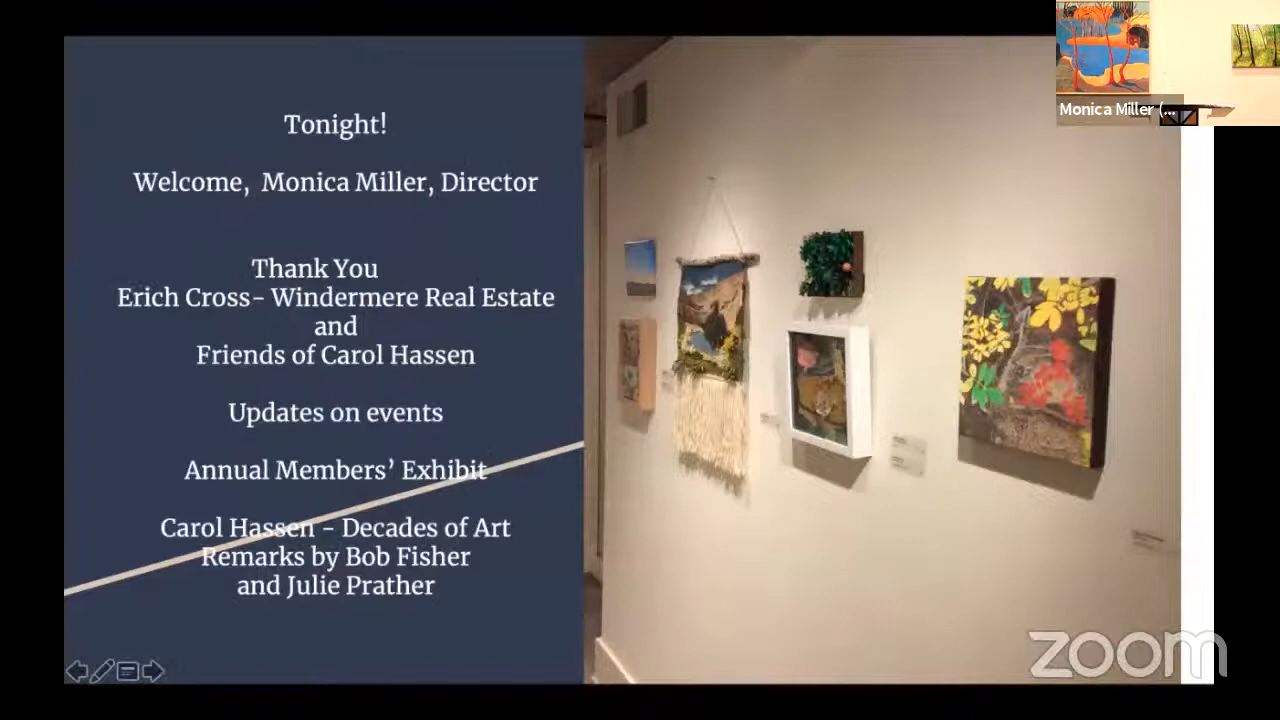 Tonight!
Welcome, Monica Miller, Director
Thank You
Erich Cross- Windermere Real Estate
and
Friends of Carol Hassen
Updates on events
Annual Members’ Exhibit
Carol Hassen - Decades of Art
Remarks by Bob Fisher
and Julie Prather
Monica Miller (...
zoom